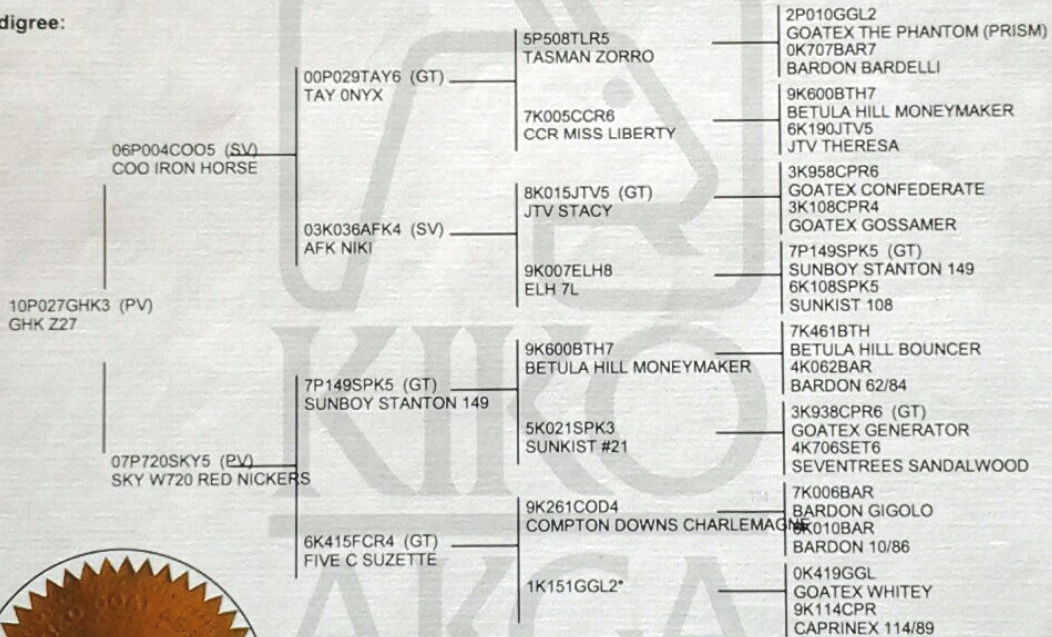 digree:
2P010GGL2
GOATEX THE PHANTOM (PRISM)
0K707BAR7
BARDON BARDELLI
5P508TLR5
TASMAN ZORRO
00P029TAY6 (GT)
TAY 0NYX
9K600BTH7
BETULA HILL MONEYMAKER
6K190JTV5
JTV THERESA
7K005CCR6
CCR MISS LIBERTY
06P004COO5 (SV)
COO IRON HORSE
3K958CPR6
GOATEX CONFEDERATE
3K108CPR4
GOATEX GOSSAMER
8K015JTV5 (GT)
JTV STACY
03K036AFK4 (SV)
AFK NIKI
7P149SPK5 (GT)
SUNBOY STANTON 149
6K108SPK5
SUNKIST 108
9K007ELH8
ELH 7L
10P027GHK3 (PV)
GHK Z27
7K461BTH
BETULA HILL BOUNCER
4K062BAR
BARDON 62/84
9K600BTH7
BETULA HILL MONEYMAKER
7P149SPK5 (GT)
SUNBOY STANTON 149
3K938CPR6 (GT)
GOATEX GENERATOR
4K706SET6
SEVENTREES SANDALWOOD
5K021SPK3
SUNKIST #21
07P720SKY5 (PV)
SKY W720 RED NICKERS
7K006BAR
BARDON GIGOLO
6K010BAR
BARDON 10/86
9K261COD4
COMPTON DOWNS CHARLEMAGNE
6K415FCR4 (GT)
FIVE C SUZETTE
0K419GGL
GOATEX WHITEY
9K114CPR
CAPRINEX 114/89
1K151GGL2*
KIKO
AKGA